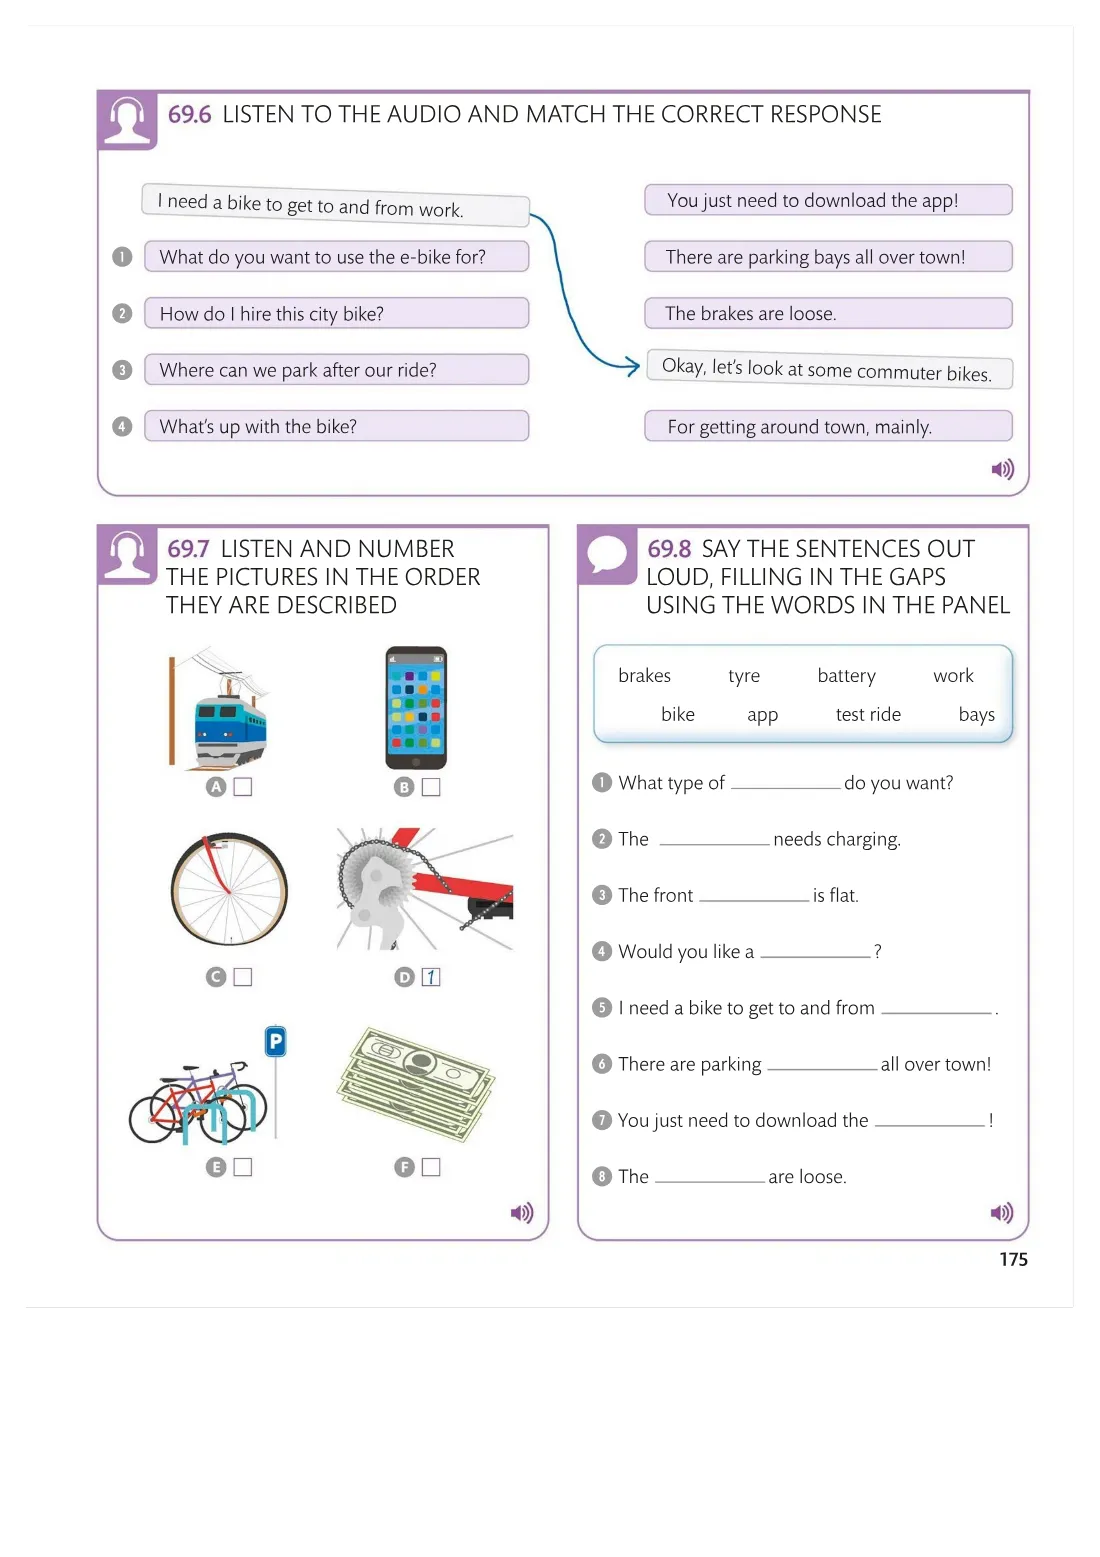 69.6 LISTEN TO THE AUDIO AND MATCH THE CORRECT RESPONSE
I need a bike to get to and from work.
1 What do you want to use the e-bike for?
2 How do I hire this city bike?
3 Where can we park after our ride?
4 What's up with the bike?
You just need to download the app!
There are parking bays all over town!
The brakes are loose.
Okay, let's look at some commuter bikes.
For getting around town, mainly.
69.7 LISTEN AND NUMBER
THE PICTURES IN THE ORDER
THEY ARE DESCRIBED
A
B
C
D 1
P
E
F
69.8 SAY THE SENTENCES OUT
LOUD, FILLING IN THE GAPS
USING THE WORDS IN THE PANEL
brakes tyre battery work
bike app test ride bays
1 What type of ____________ do you want?
2 The ____________ needs charging.
3 The front ____________ is flat.
4 Would you like a ____________ ?
5 I need a bike to get to and from ____________ .
6 There are parking ____________ all over town!
7 You just need to download the ____________ !
8 The ____________ are loose.
175